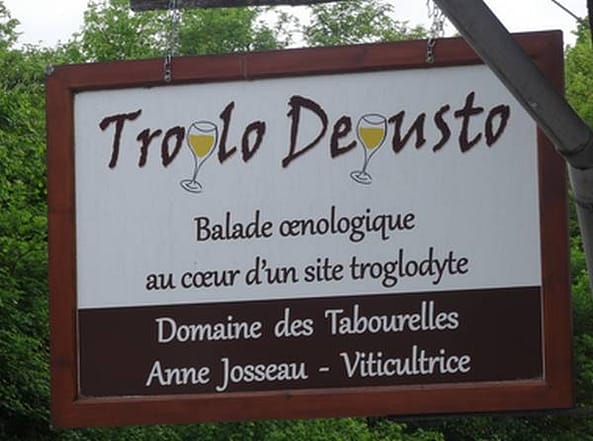 Troglo Degusto
Balade œnologique
au cœur d'un site troglodyte
Domaine des Tabourelles
Anne Josseau - Viticultrice